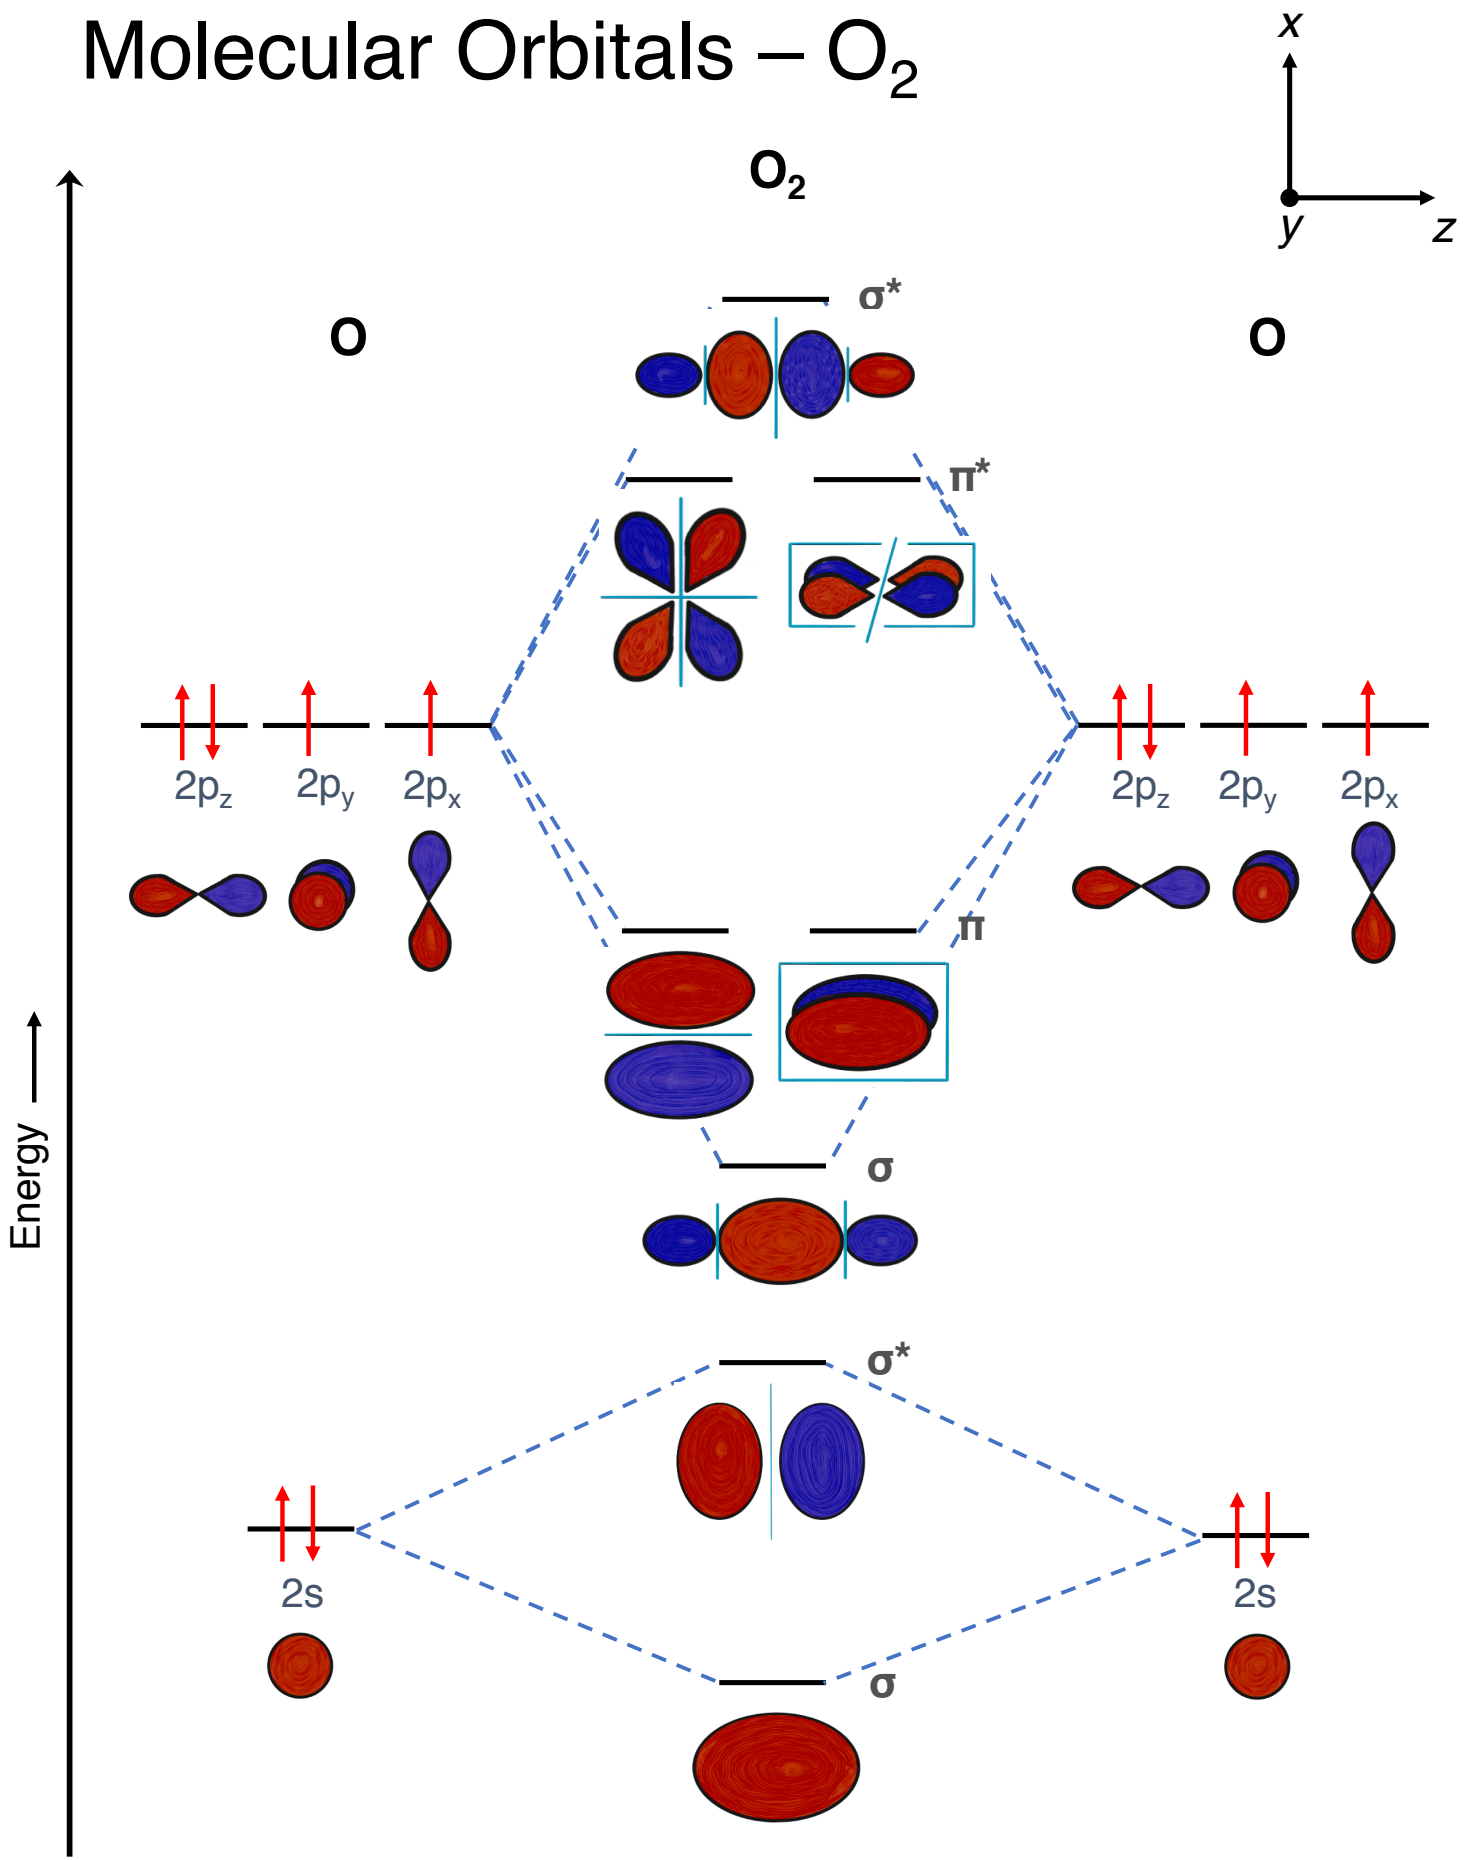 Molecular Orbitals – O₂
x
y
z
O₂
O
O
σ*
π*
2pz 2py 2px
2pz 2py 2px
π
Energy
σ
σ*
2s
2s
σ